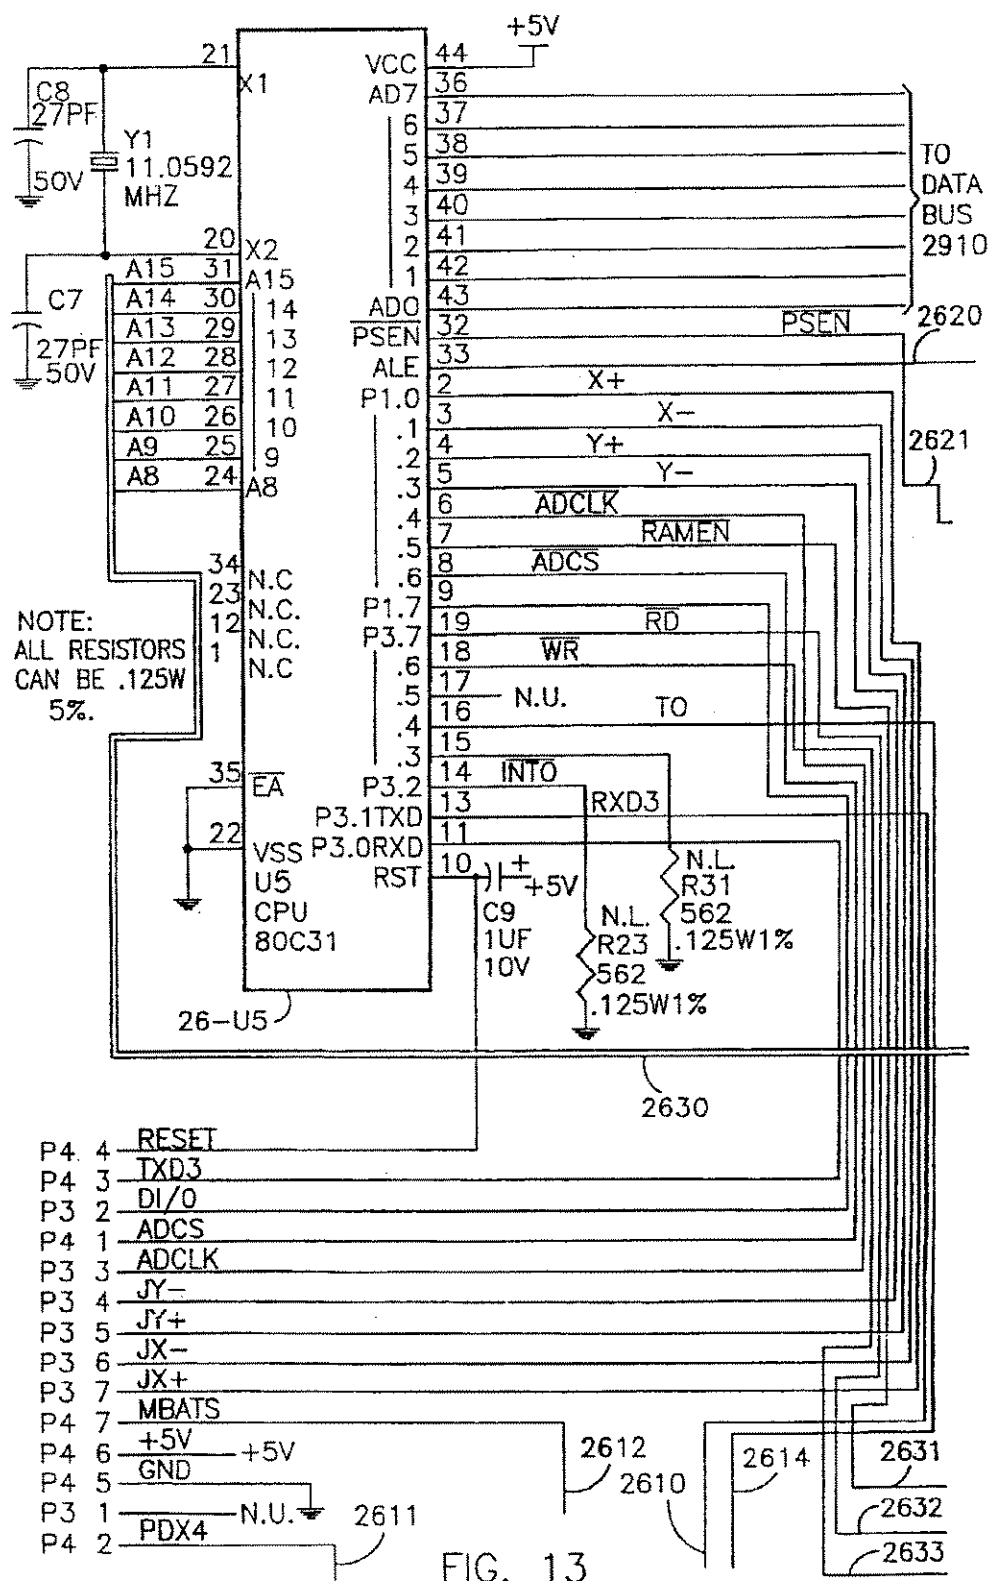 +5V
21 X1 VCC 44
C8
27PF
50V
Y1
11.0592
MHZ
AD7 36
6 37
5 38
4 39
3 40
2 41
1 42
AD0 43
TO
DATA
BUS
2910
20 X2
A15 31 A15
A14 30 14
A13 29 13
A12 28 12
A11 27 11
A10 26 10
A9 25 9
A8 24 A8
C7
27PF
50V
PSEN 32 PSEN
2620
ALE 33
P1.0 2 X+
.1 3 X-
.2 4 Y+
2621
.3 5 Y-
.4 6 ADCLK
.5 7 RAMEN
.6 8 ADCS
P1.7 9
P3.7 19 RD
.6 18 WR
.5 17 N.U.
.4 16 TO
.3 15
P3.2 14 INTO
P3.1TXD 13 RXD3
P3.0RXD 11
RST 10
34 N.C
23 N.C.
12 N.C.
1 N.C
NOTE:
ALL RESISTORS
CAN BE .125W
5%.
35 EA
22 VSS
U5
CPU
80C31
+
+5V
C9
1UF
10V
N.L.
R31
562
.125W1%
N.L.
R23
562
.125W1%
26-U5
2630
P4 4 RESET
P4 3 TXD3
P3 2 DI/O
P4 1 ADCS
P3 3 ADCLK
P3 4 JY-
P3 5 JY+
P3 6 JX-
P3 7 JX+
P4 7 MBATS
P4 6 +5V +5V
P4 5 GND
P3 1 N.U.
P4 2 PDX4
2611
2612
2610
2614
2631
2632
2633
FIG. 13